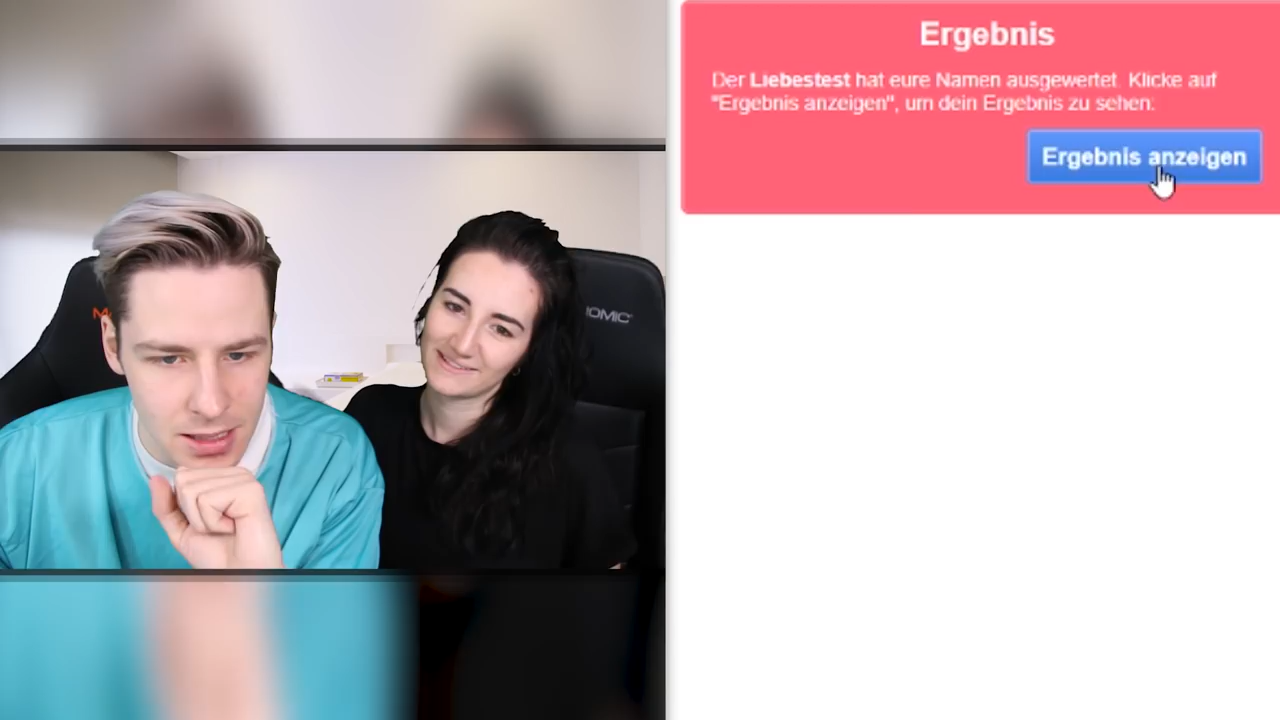 Ergebnis
Der Liebestest hat eure Namen ausgewertet. Klicke auf
"Ergebnis anzeigen", um dein Ergebnis zu sehen:
Ergebnis anzeigen